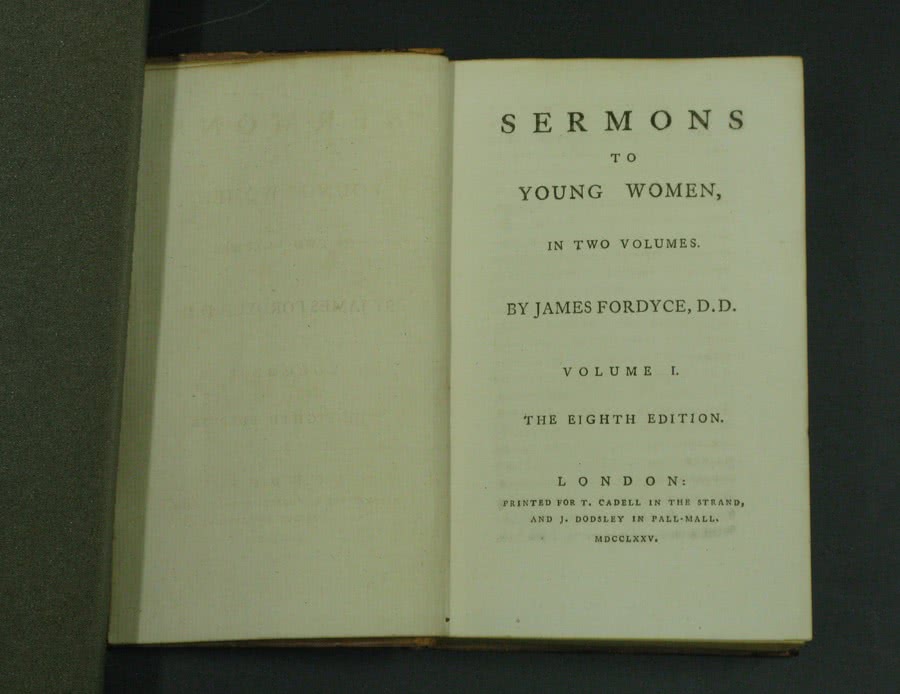 SERMONS
TO
YOUNG WOMEN,
IN TWO VOLUMES.
BY JAMES FORDYCE, D.D.
VOLUME I.
THE EIGHTH EDITION.
LONDON:
PRINTED FOR T. CADELL IN THE STRAND,
AND J. DODSLEY IN PALL-MALL.
MDCCLXXV.